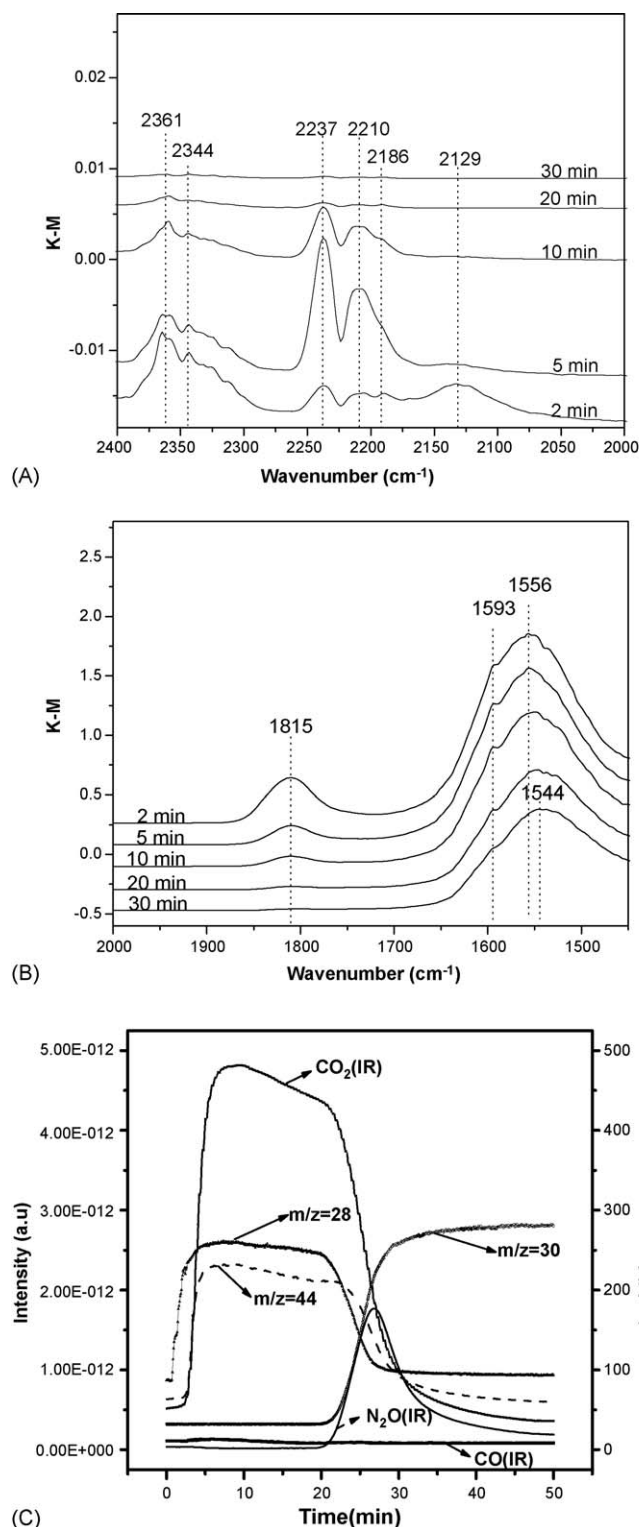 2361
2344
2237
2210
2186
2129
0.02
0.01
0.00
-0.01
K-M
30 min
20 min
10 min
5 min
2 min
2400 2350 2300 2250 2200 2150 2100 2050 2000
Wavenumber (cm-1)
(A)
2.5
2.0
1.5
1.0
0.5
0.0
-0.5
K-M
1815
1593
1556
1544
2 min
5 min
10 min
20 min
30 min
2000 1900 1800 1700 1600 1500
Wavenumber (cm-1)
(B)
5.00E-012
4.00E-012
3.00E-012
2.00E-012
1.00E-012
0.00E+000
Intensity (a.u)
500
400
300
200
100
0
CO2(IR)
m/z=28
m/z=30
m/z=44
N2O(IR)
CO(IR)
0 10 20 30 40 50 60
Time(min)
(C)